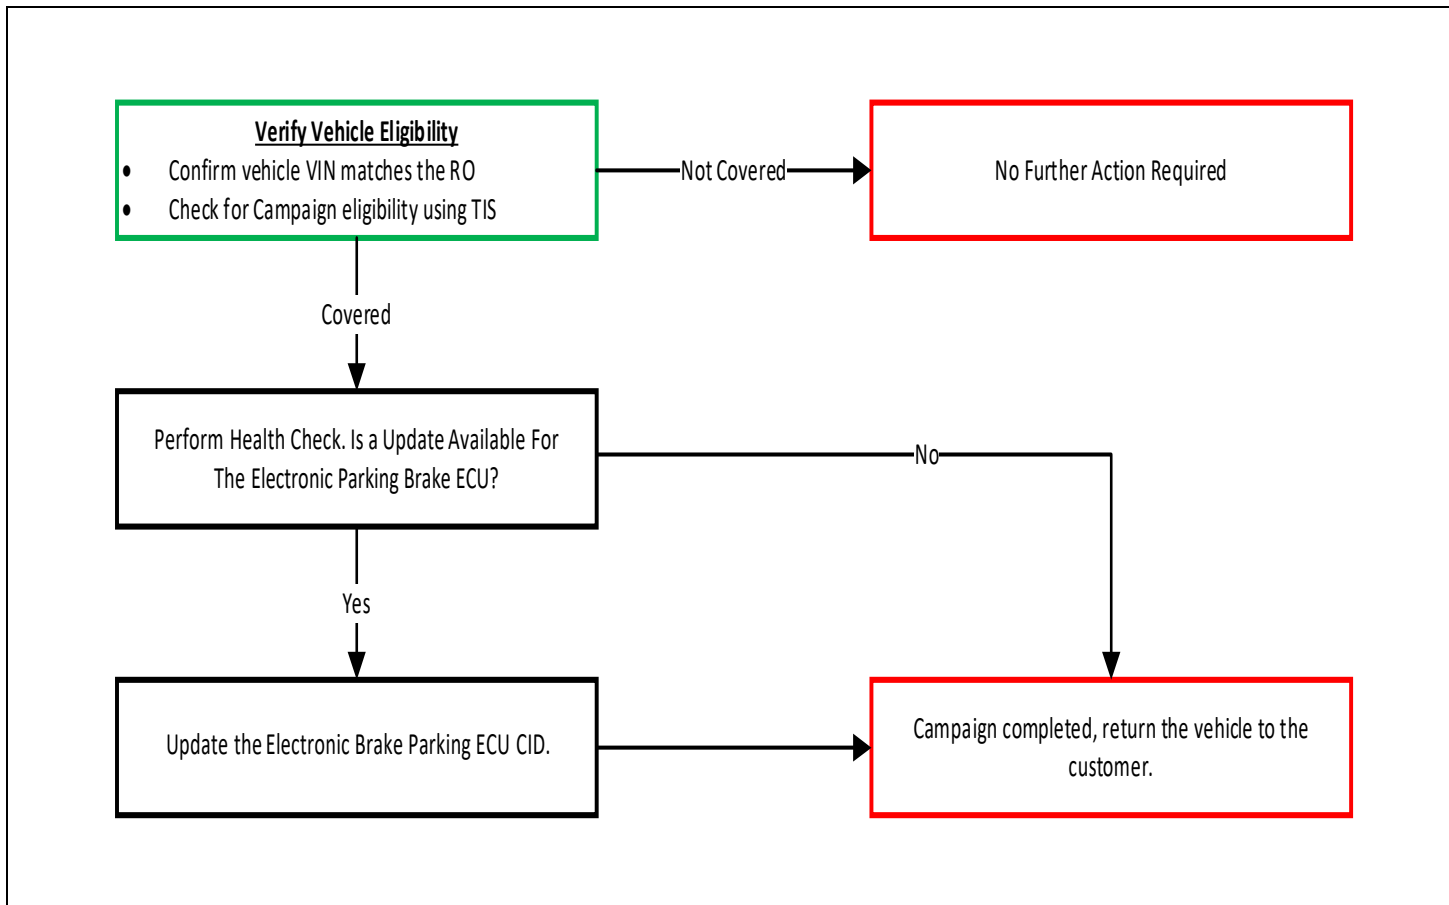 Verify Vehicle Eligibility
• Confirm vehicle VIN matches the RO
• Check for Campaign eligibility using TIS
Not Covered
No Further Action Required
Covered
Perform Health Check. Is a Update Available For
The Electronic Parking Brake ECU?
No
Yes
Update the Electronic Brake Parking ECU CID.
Campaign completed, return the vehicle to the
customer.